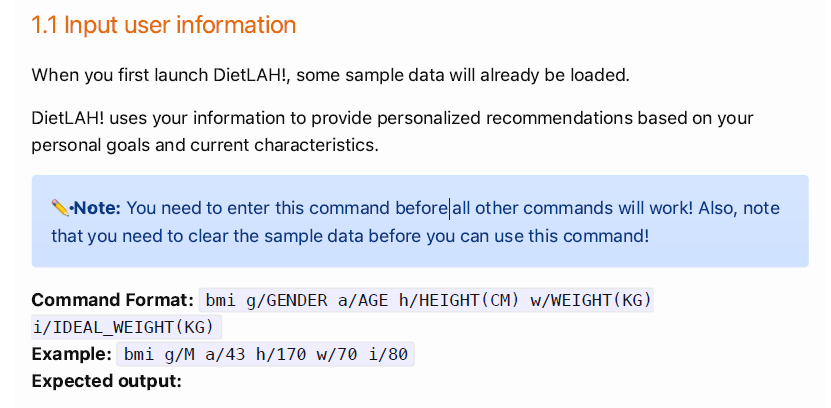 1.1 Input user information
When you first launch DietLAH!, some sample data will already be loaded.
DietLAH! uses your information to provide personalized recommendations based on your
personal goals and current characteristics.
✏️•Note: You need to enter this command before all other commands will work! Also, note
that you need to clear the sample data before you can use this command!
Command Format: bmi g/GENDER a/AGE h/HEIGHT(CM) w/WEIGHT(KG)
i/IDEAL_WEIGHT(KG)
Example: bmi g/M a/43 h/170 w/70 i/80
Expected output: